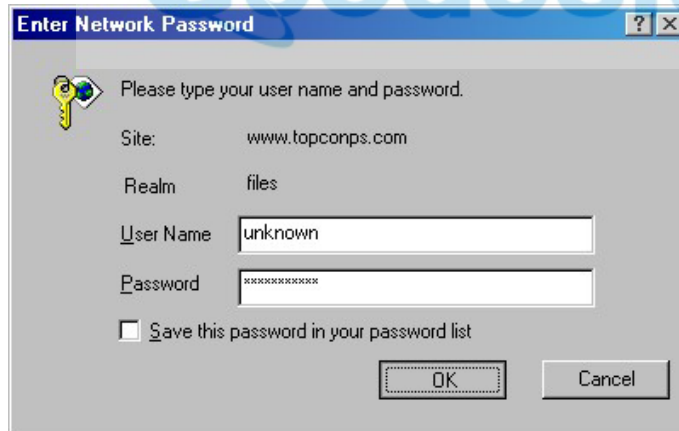 Enter Network Password
Please type your user name and password.
Site: www.topconps.com
Realm files
User Name unknown
Password ***********
Save this password in your password list
OK Cancel